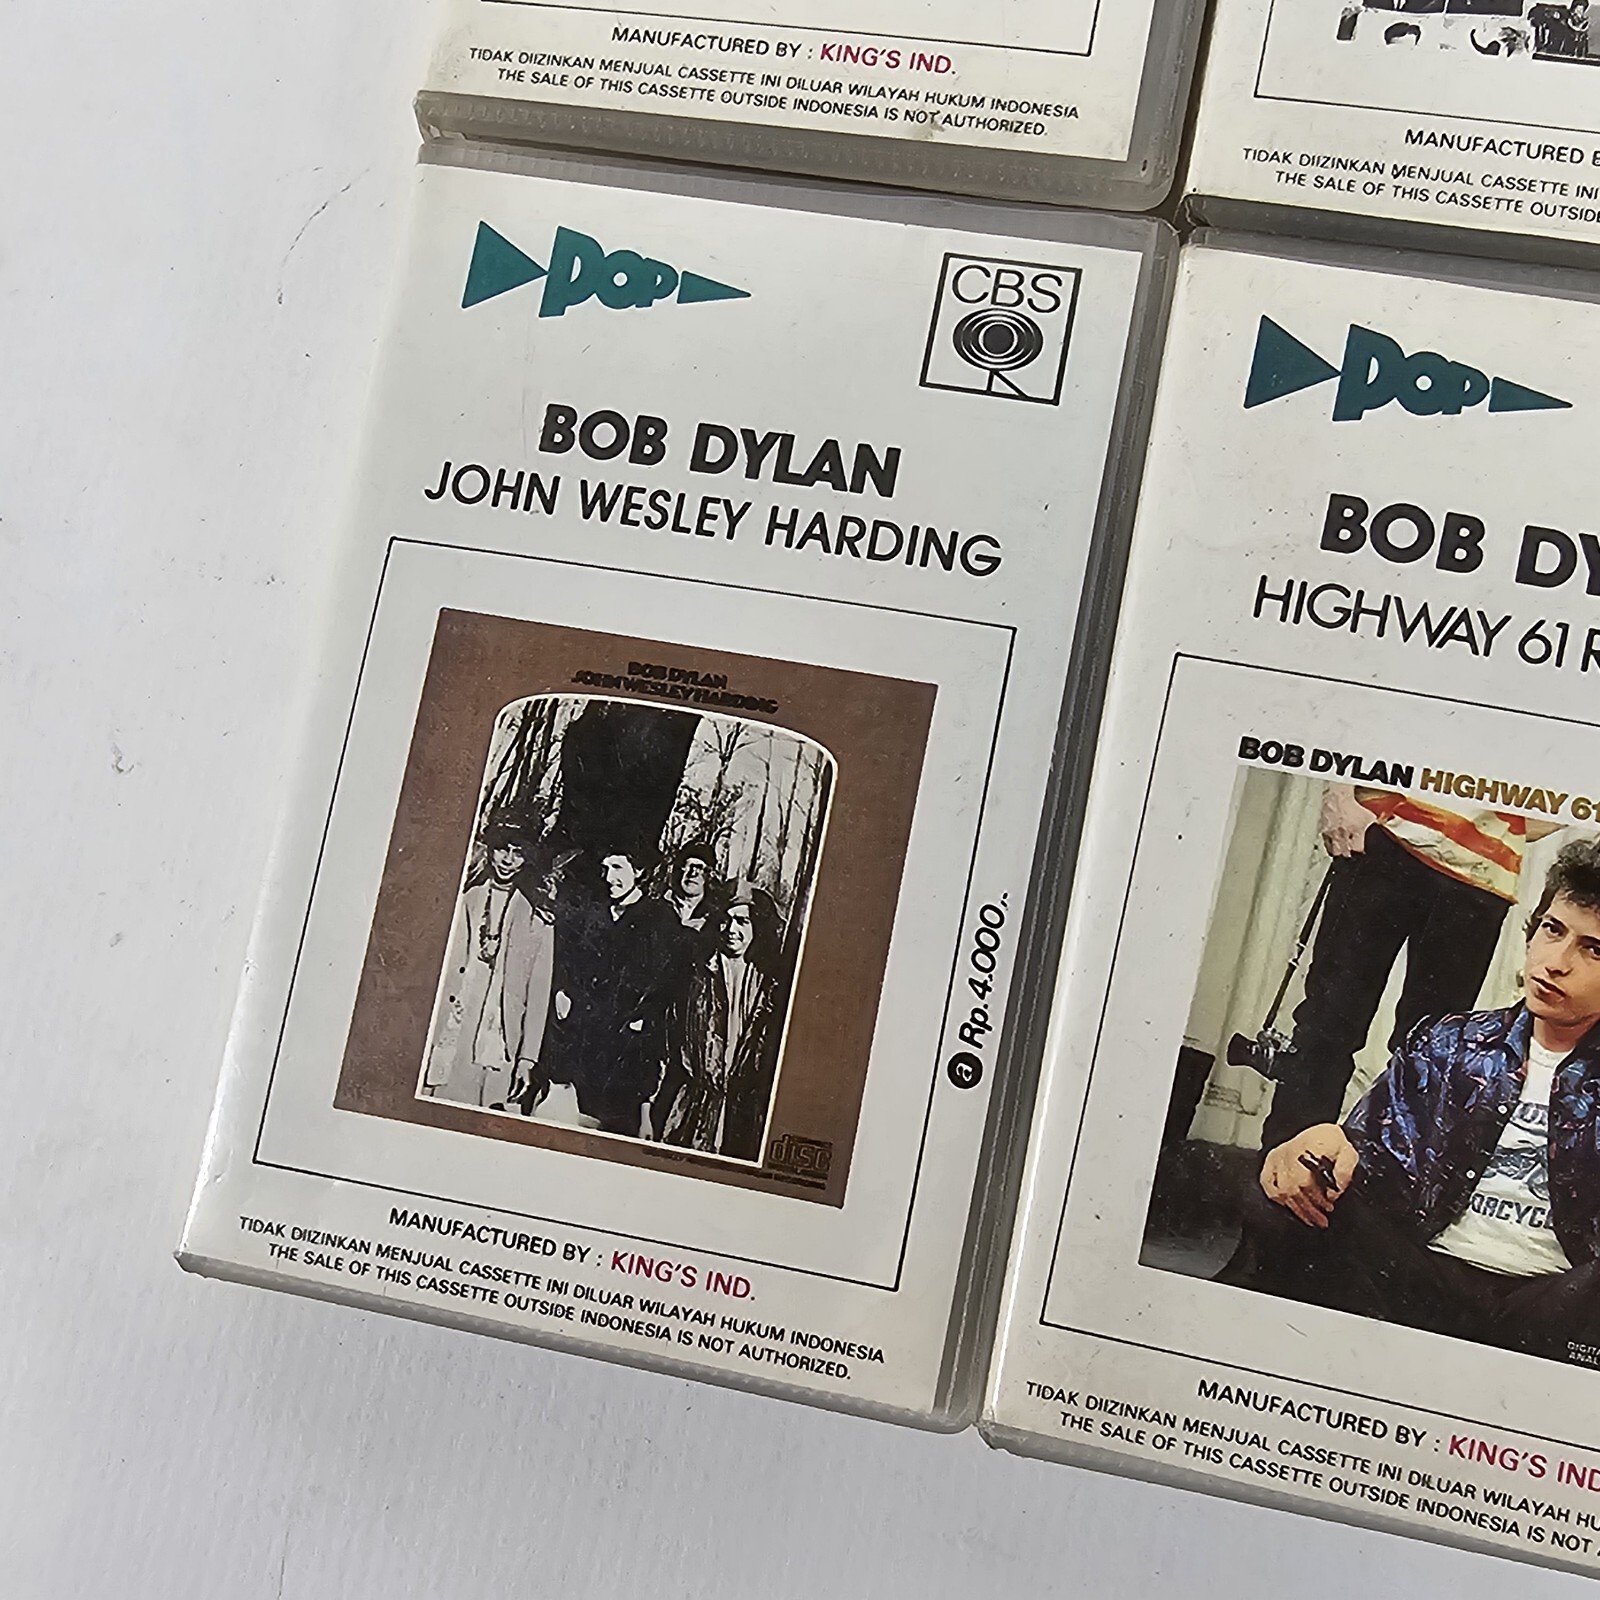 MANUFACTURED BY : KING'S IND.
TIDAK DIIZINKAN MENJUAL CASSETTE INI DILUAR WILAYAH HUKUM INDONESIA
THE SALE OF THIS CASSETTE OUTSIDE INDONESIA IS NOT AUTHORIZED.
MANUFACTURED
TIDAK DIIZINKAN MENJUAL CASSETTE INI
THE SALE OF THIS CASSETTE OUTSIDE
POP
CBS
BOB DYLAN
JOHN WESLEY HARDING
BOB DYLAN
JOHN WESLEY HARDING
disc
a Rp. 4.000,-
MANUFACTURED BY : KING'S IND.
TIDAK DIIZINKAN MENJUAL CASSETTE INI DILUAR WILAYAH HUKUM INDONESIA
THE SALE OF THIS CASSETTE OUTSIDE INDONESIA IS NOT AUTHORIZED.
POP
BOB DY
HIGHWAY 61 R
BOB DYLAN HIGHWAY 61
MANUFACTURED BY : KING'S IND
TIDAK DIIZINKAN MENJUAL CASSETTE INI DILUAR WILAYAH HU
THE SALE OF THIS CASSETTE OUTSIDE INDONESIA IS NOT